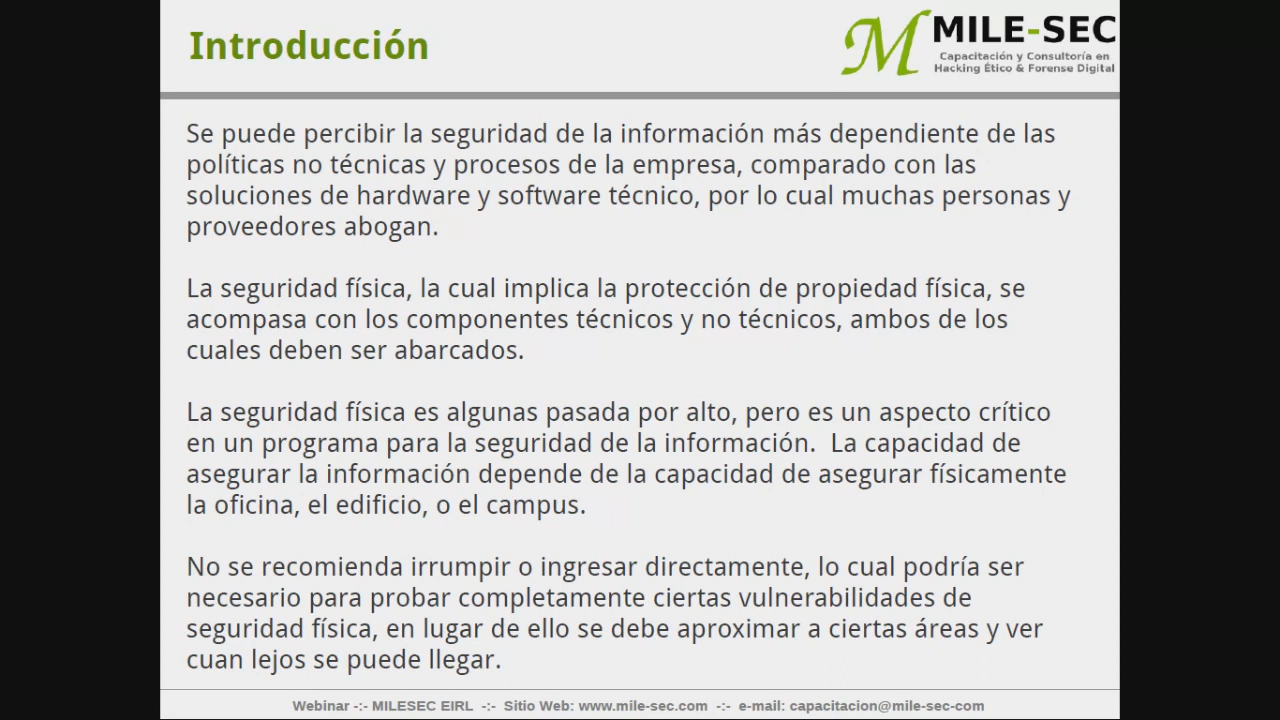 Introducción
M MILE-SEC
Capacitación y Consultoría en
Hacking Ético & Forense Digital
Se puede percibir la seguridad de la información más dependiente de las
políticas no técnicas y procesos de la empresa, comparado con las
soluciones de hardware y software técnico, por lo cual muchas personas y
proveedores abogan.
La seguridad física, la cual implica la protección de propiedad física, se
acompasa con los componentes técnicos y no técnicos, ambos de los
cuales deben ser abarcados.
La seguridad física es algunas pasada por alto, pero es un aspecto crítico
en un programa para la seguridad de la información.  La capacidad de
asegurar la información depende de la capacidad de asegurar físicamente
la oficina, el edificio, o el campus.
No se recomienda irrumpir o ingresar directamente, lo cual podría ser
necesario para probar completamente ciertas vulnerabilidades de
seguridad física, en lugar de ello se debe aproximar a ciertas áreas y ver
cuan lejos se puede llegar.
Webinar -:- MILESEC EIRL  -:-  Sitio Web: www.mile-sec.com  -:-  e-mail: capacitacion@mile-sec-com